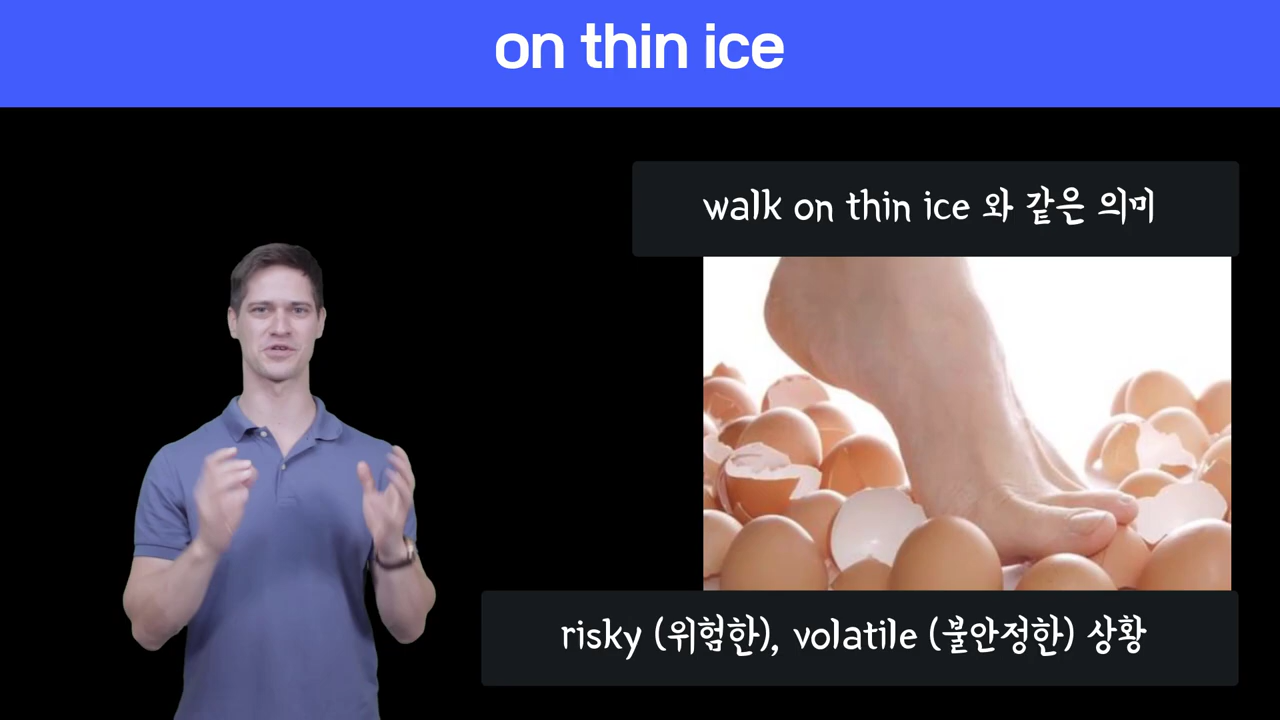 on thin ice
walk on thin ice 와 같은 의미
risky (위험한), volatile (불안정한) 상황